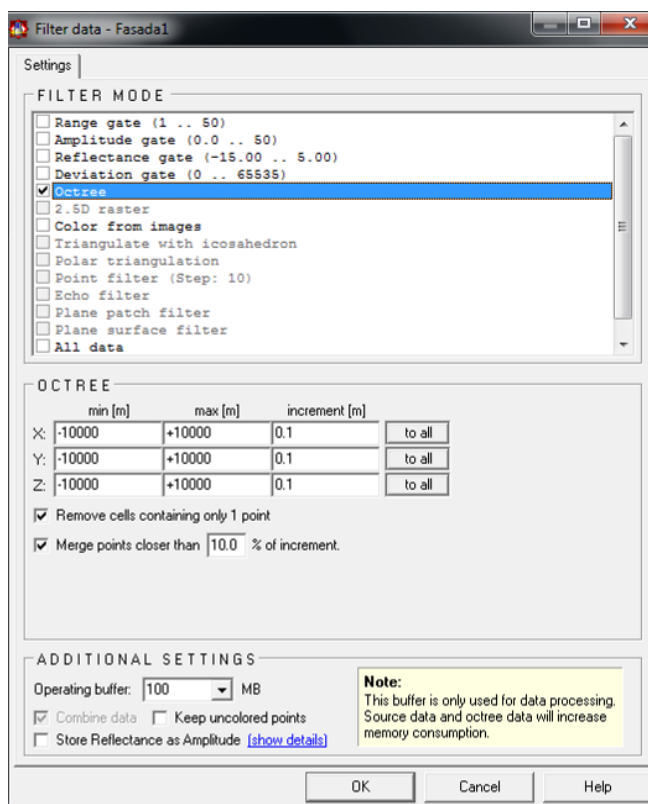 Filter data - Fasada1
Settings
FILTER MODE
Range gate (1 .. 50)
Amplitude gate (0.0 .. 50)
Reflectance gate (-15.00 .. 5.00)
Deviation gate (0 .. 65535)
Octree
2.5D raster
Color from images
Triangulate with icosahedron
Polar triangulation
Point filter (Step: 10)
Echo filter
Plane patch filter
Plane surface filter
All data
OCTREE
min [m] max [m] increment [m]
X: -10000 +10000 0.1 to all
Y: -10000 +10000 0.1 to all
Z: -10000 +10000 0.1 to all
Remove cells containing only 1 point
Merge points closer than 10.0 % of increment.
ADDITIONAL SETTINGS
Operating buffer: 100 MB
Combine data Keep uncolored points
Store Reflectance as Amplitude (show details)
Note:
This buffer is only used for data processing.
Source data and octree data will increase
memory consumption.
OK Cancel Help